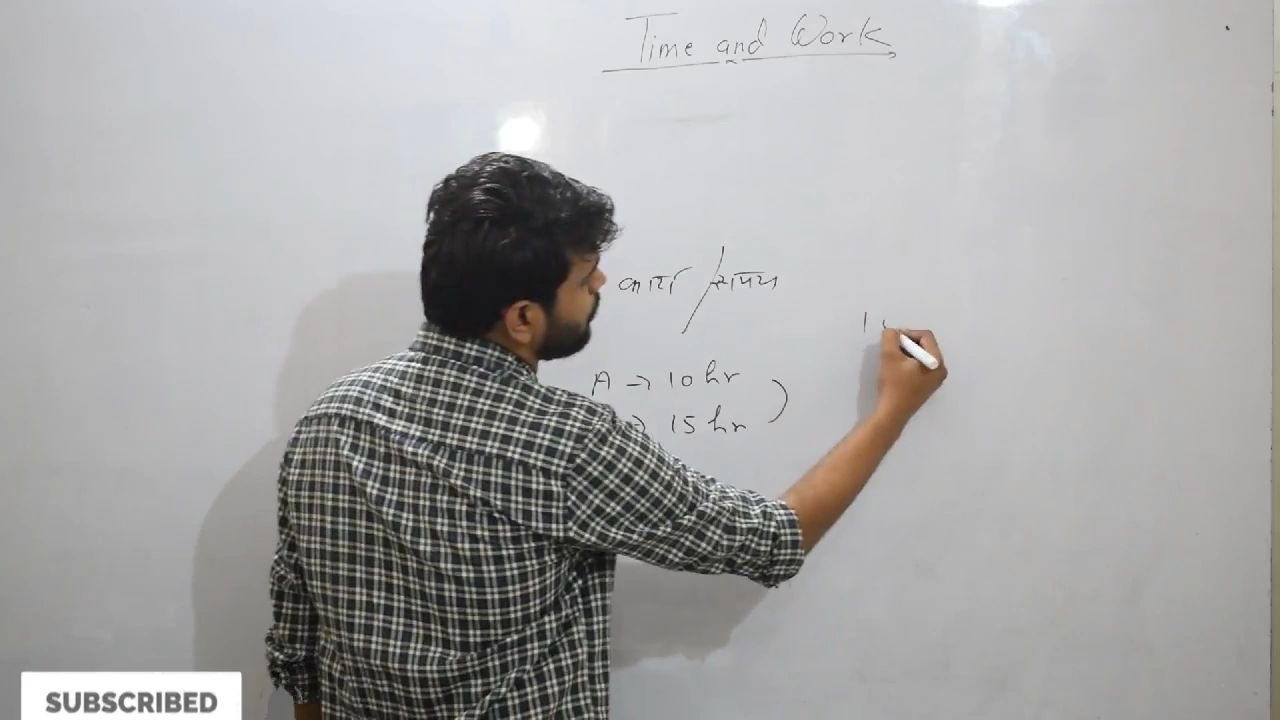 Time and Work
कार्य / समय
A → 10 hr
→ 15 hr )
SUBSCRIBED